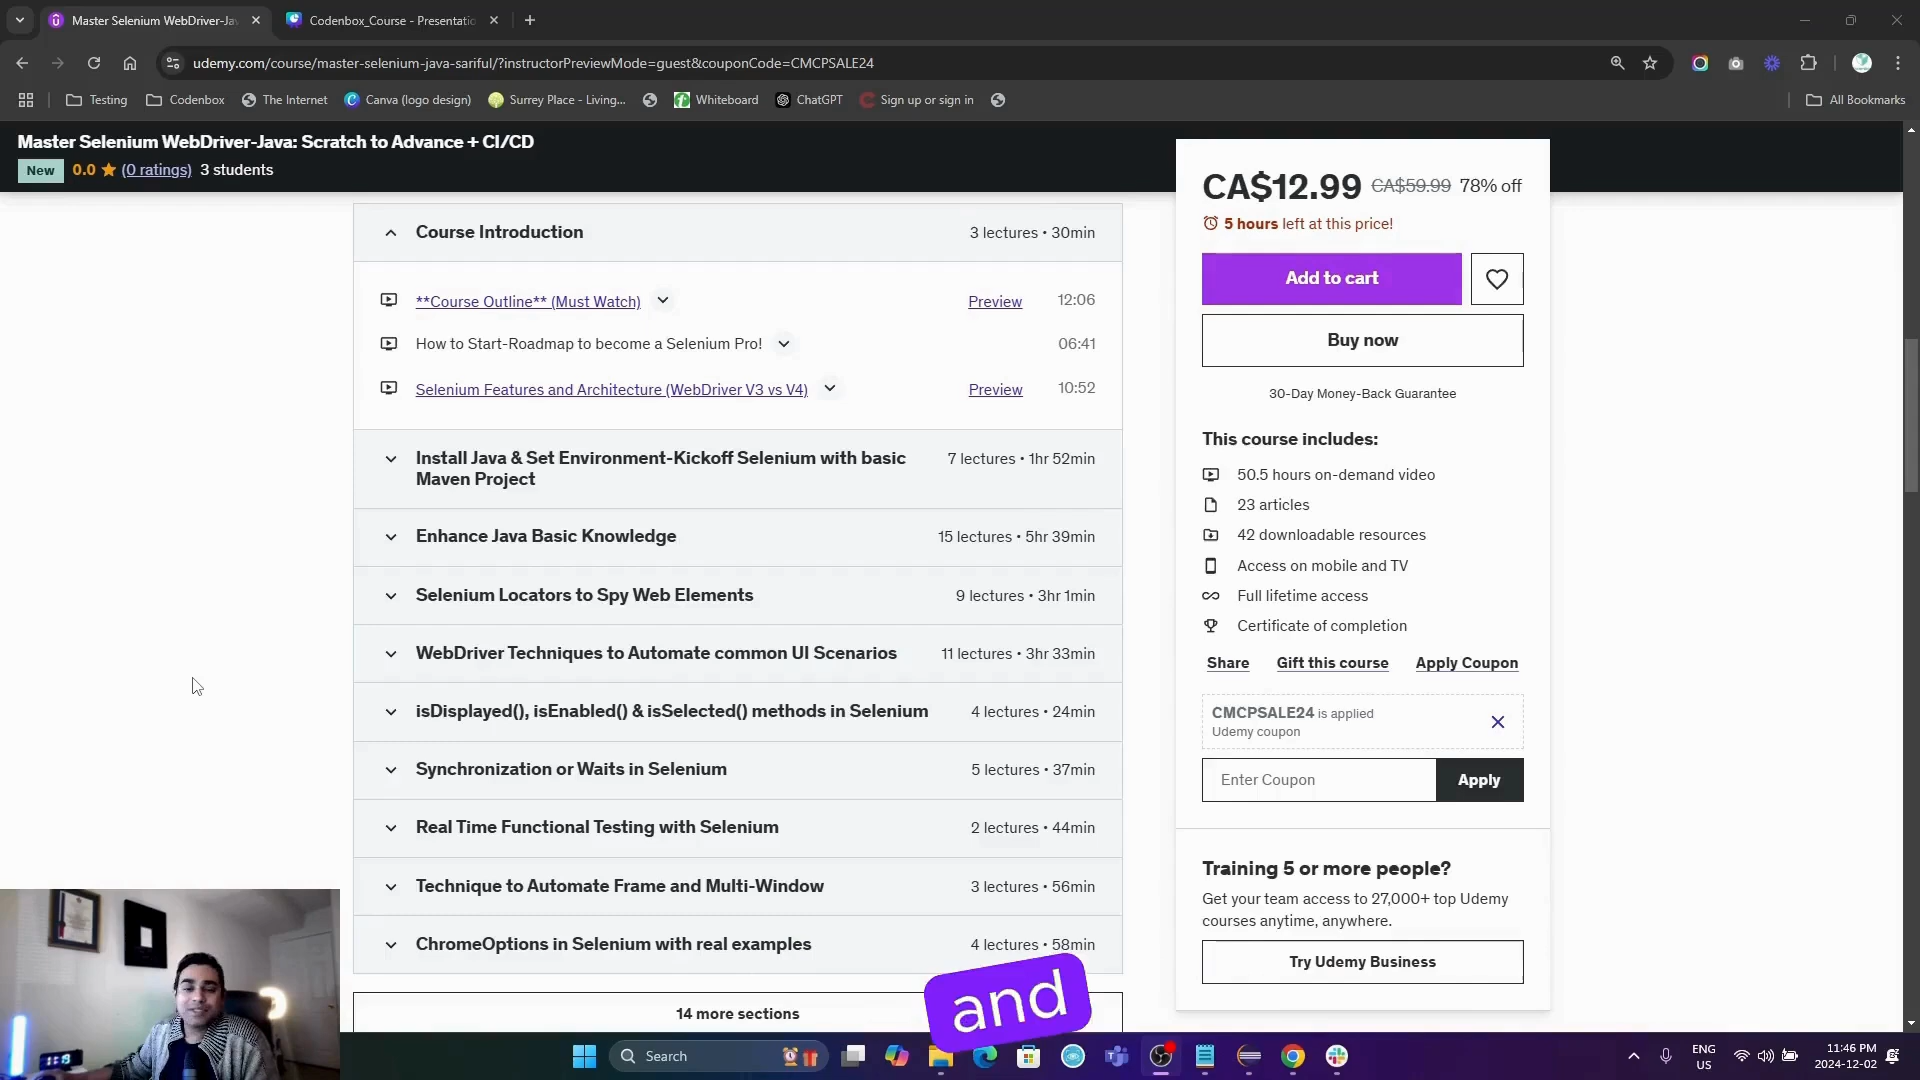 Master Selenium WebDriver-Ja
Codenbox_Course - Presentatio
udemy.com/course/master-selenium-java-sariful/?instructorPreviewMode=guest&couponCode=CMCPSALE24
Testing
Codenbox
The Internet
Canva (logo design)
Surrey Place - Living...
Whiteboard
ChatGPT
Sign up or sign in
All Bookmarks
Master Selenium WebDriver-Java: Scratch to Advance + CI/CD
New 0.0 (0 ratings) 3 students
Course Introduction 3 lectures • 30min
**Course Outline** (Must Watch) Preview 12:06
How to Start-Roadmap to become a Selenium Pro! 06:41
Selenium Features and Architecture (WebDriver V3 vs V4) Preview 10:52
Install Java & Set Environment-Kickoff Selenium with basic 7 lectures • 1hr 52min
Maven Project
Enhance Java Basic Knowledge 15 lectures • 5hr 39min
Selenium Locators to Spy Web Elements 9 lectures • 3hr 1min
WebDriver Techniques to Automate common UI Scenarios 11 lectures • 3hr 33min
isDisplayed(), isEnabled() & isSelected() methods in Selenium 4 lectures • 24min
Synchronization or Waits in Selenium 5 lectures • 37min
Real Time Functional Testing with Selenium 2 lectures • 44min
Technique to Automate Frame and Multi-Window 3 lectures • 56min
ChromeOptions in Selenium with real examples 4 lectures • 58min
14 more sections
and
CA$12.99 CA$59.99 78% off
5 hours left at this price!
Add to cart
Buy now
30-Day Money-Back Guarantee
This course includes:
50.5 hours on-demand video
23 articles
42 downloadable resources
Access on mobile and TV
Full lifetime access
Certificate of completion
Share Gift this course Apply Coupon
CMCPSALE24 is applied
Udemy coupon
Enter Coupon Apply
Training 5 or more people?
Get your team access to 27,000+ top Udemy
courses anytime, anywhere.
Try Udemy Business
Search
ENG
US
11:46 PM
2024-12-02